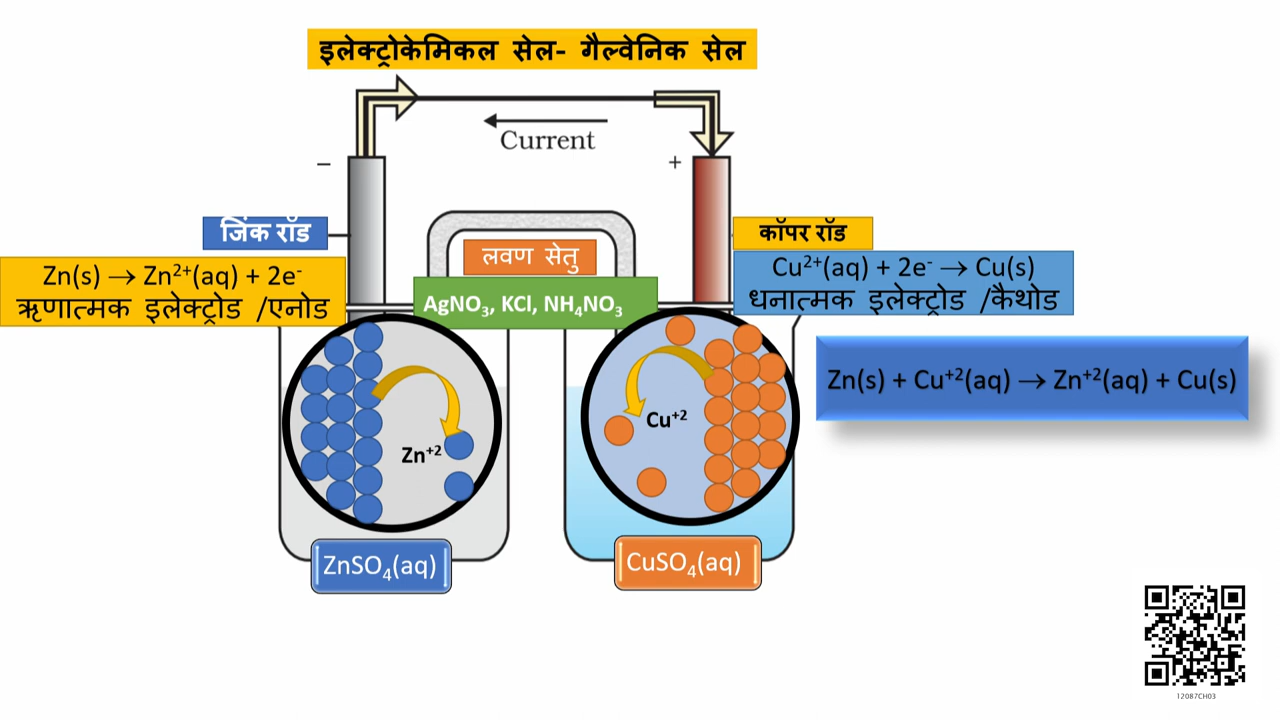 इलेक्ट्रोकेमिकल सेल- गैल्वेनिक सेल
Current
−
+
जिंक रॉड
कॉपर रॉड
लवण सेतु
Zn(s) → Zn²⁺(aq) + 2e⁻
ऋणात्मक इलेक्ट्रोड /एनोड
AgNO₃, KCl, NH₄NO₃
Cu²⁺(aq) + 2e⁻ → Cu(s)
धनात्मक इलेक्ट्रोड /कैथोड
Zn(s) + Cu⁺²(aq) → Zn⁺²(aq) + Cu(s)
Zn⁺²
Cu⁺²
ZnSO₄(aq)
CuSO₄(aq)
12087CH03